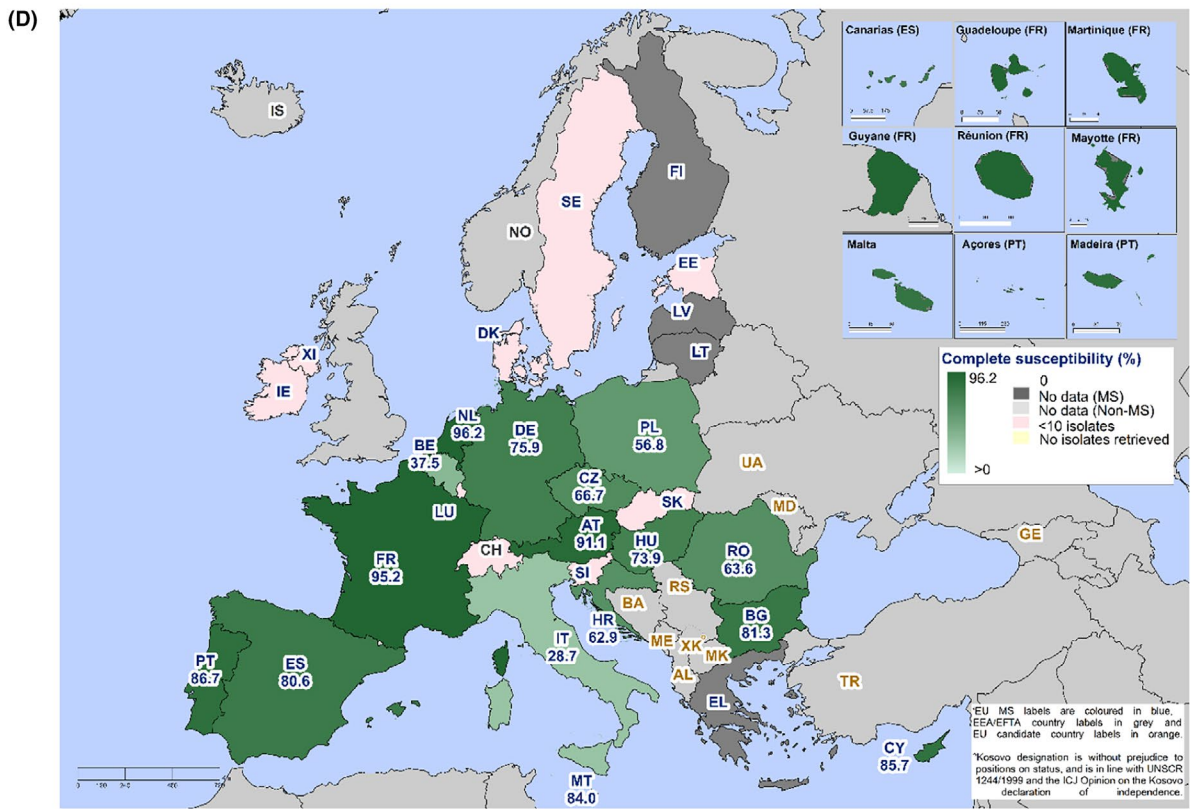 (D)
Canarias (ES)
Guadeloupe (FR)
Martinique (FR)
Guyane (FR)
Réunion (FR)
Mayotte (FR)
Malta
Açores (PT)
Madeira (PT)
IS
FI
SE
NO
EE
LV
DK
LT
XI
IE
NL
96.2
DE
75.9
PL
56.8
BE
37.5
CZ
66.7
UA
LU
SK
MD
AT
91.1
FR
95.2
CH
HU
73.9
RO
63.6
GE
SI
RS
BA
HR
62.9
BG
81.3
IT
28.7
ME
XK
MK
AL
PT
86.7
ES
80.6
TR
EL
CY
85.7
MT
84.0
Complete susceptibility (%)
96.2
>0
0
No data (MS)
No data (Non-MS)
<10 isolates
No isolates retrieved
EU MS labels are coloured in blue,
EEA/EFTA country labels in grey and
EU candidate country labels in orange.
*Kosovo designation is without prejudice to
positions on status, and is in line with UNSCR
1244/1999 and the ICJ Opinion on the Kosovo
declaration of independence.